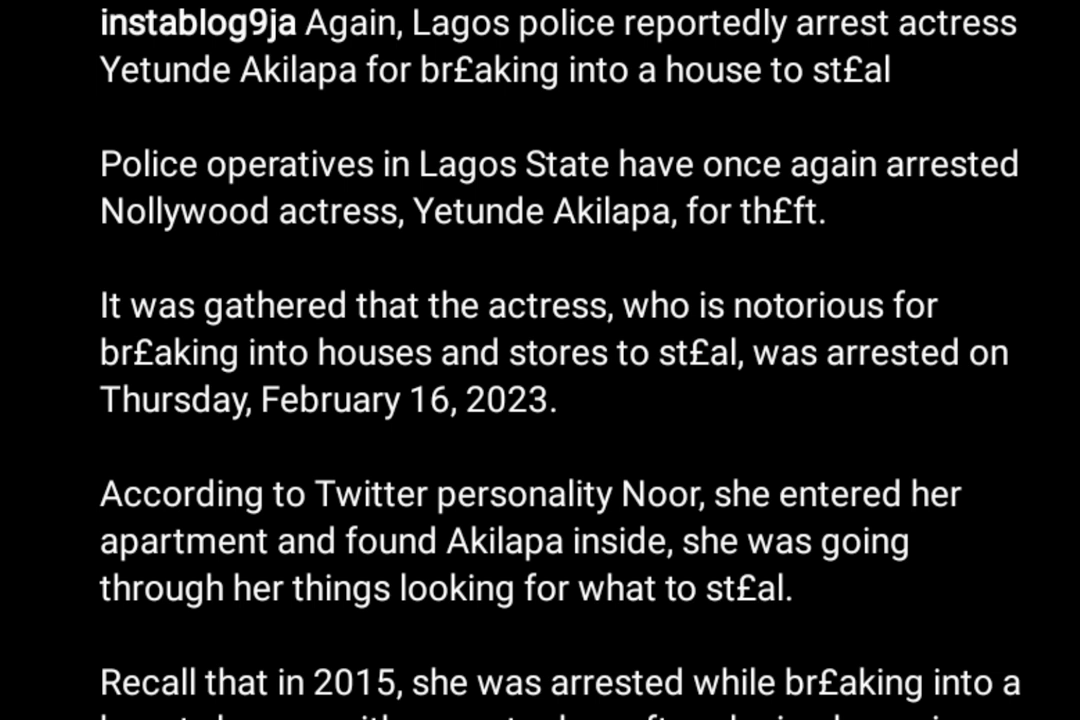 instablog9ja Again, Lagos police reportedly arrest actress
Yetunde Akilapa for br£aking into a house to st£al
Police operatives in Lagos State have once again arrested
Nollywood actress, Yetunde Akilapa, for th£ft.
It was gathered that the actress, who is notorious for
br£aking into houses and stores to st£al, was arrested on
Thursday, February 16, 2023.
According to Twitter personality Noor, she entered her
apartment and found Akilapa inside, she was going
through her things looking for what to st£al.
Recall that in 2015, she was arrested while br£aking into a